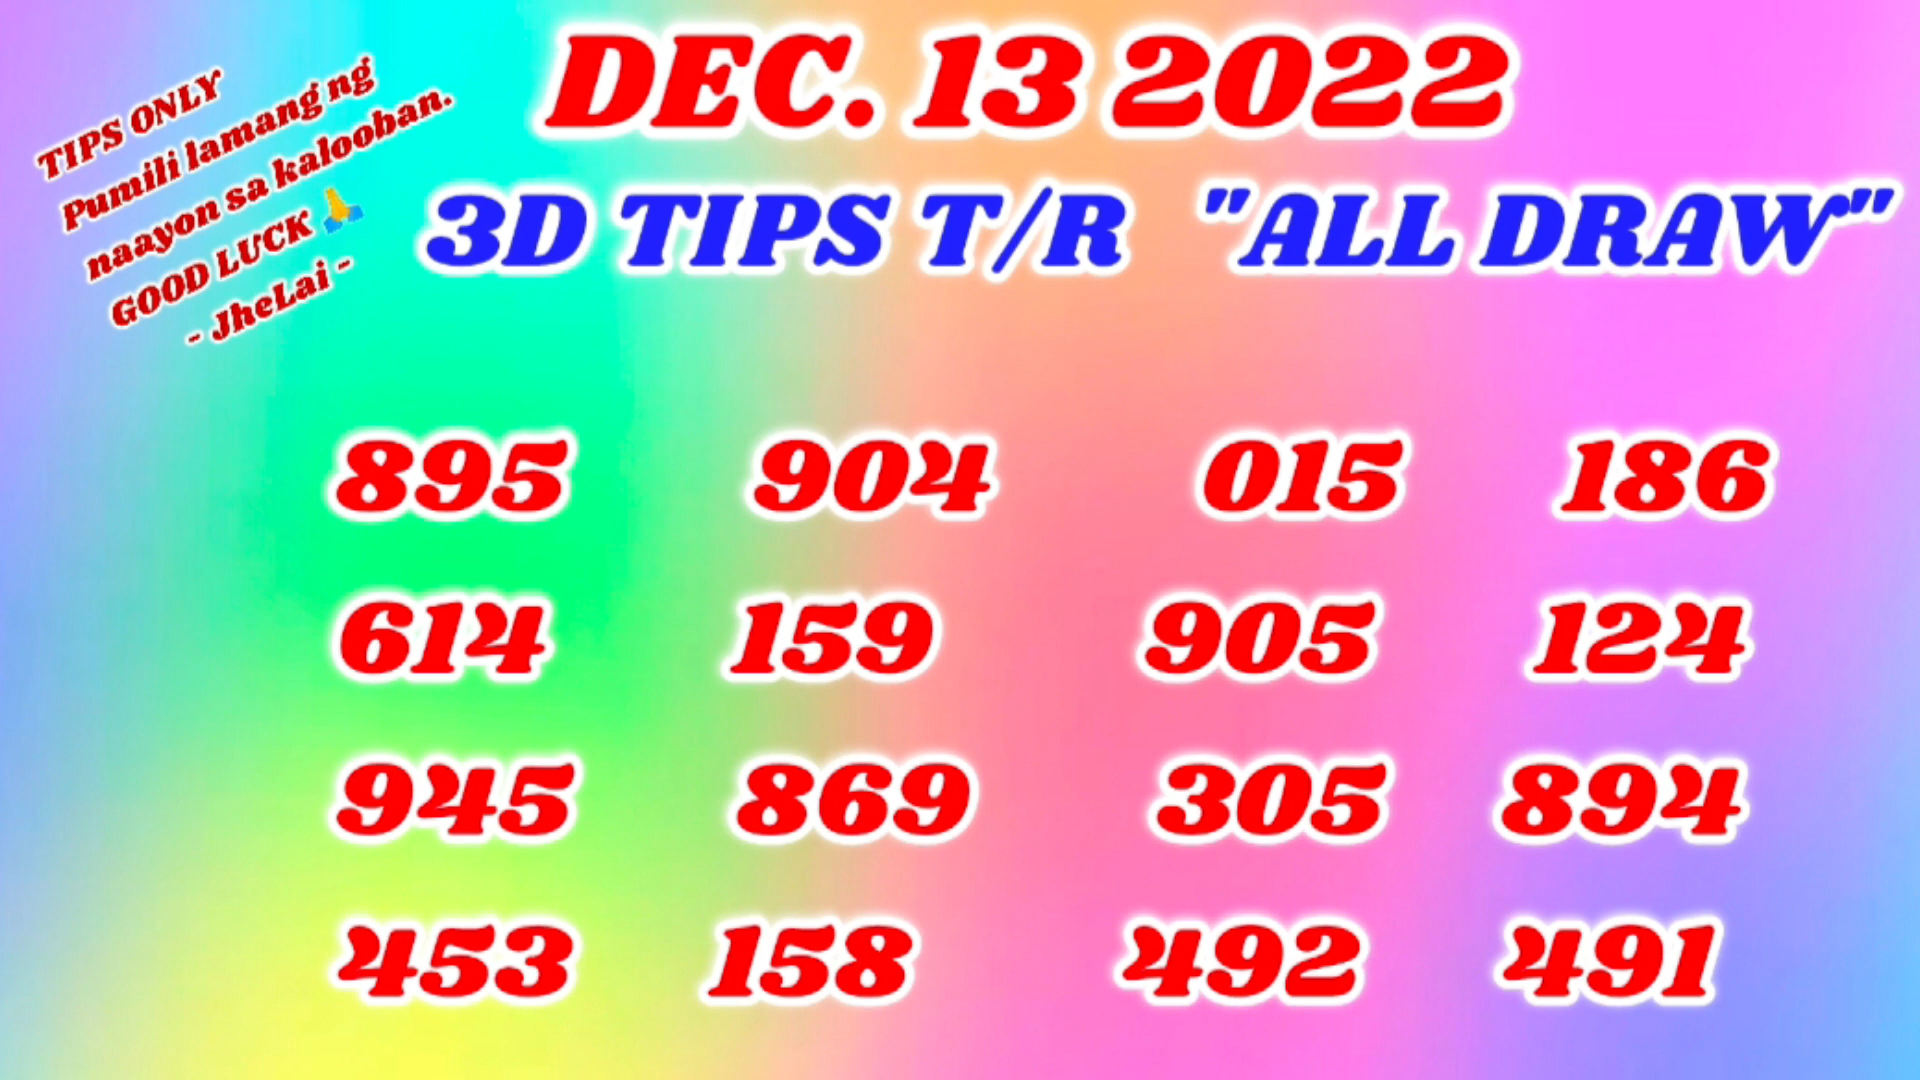 DEC. 13 2022
TIPS ONLY
Pumili lamang ng
naayon sa kalooban.
GOOD LUCK 🙏
- JheLai -
3D TIPS T/R "ALL DRAW"
895 904 015 186
614 159 905 124
945 869 305 894
453 158 492 491